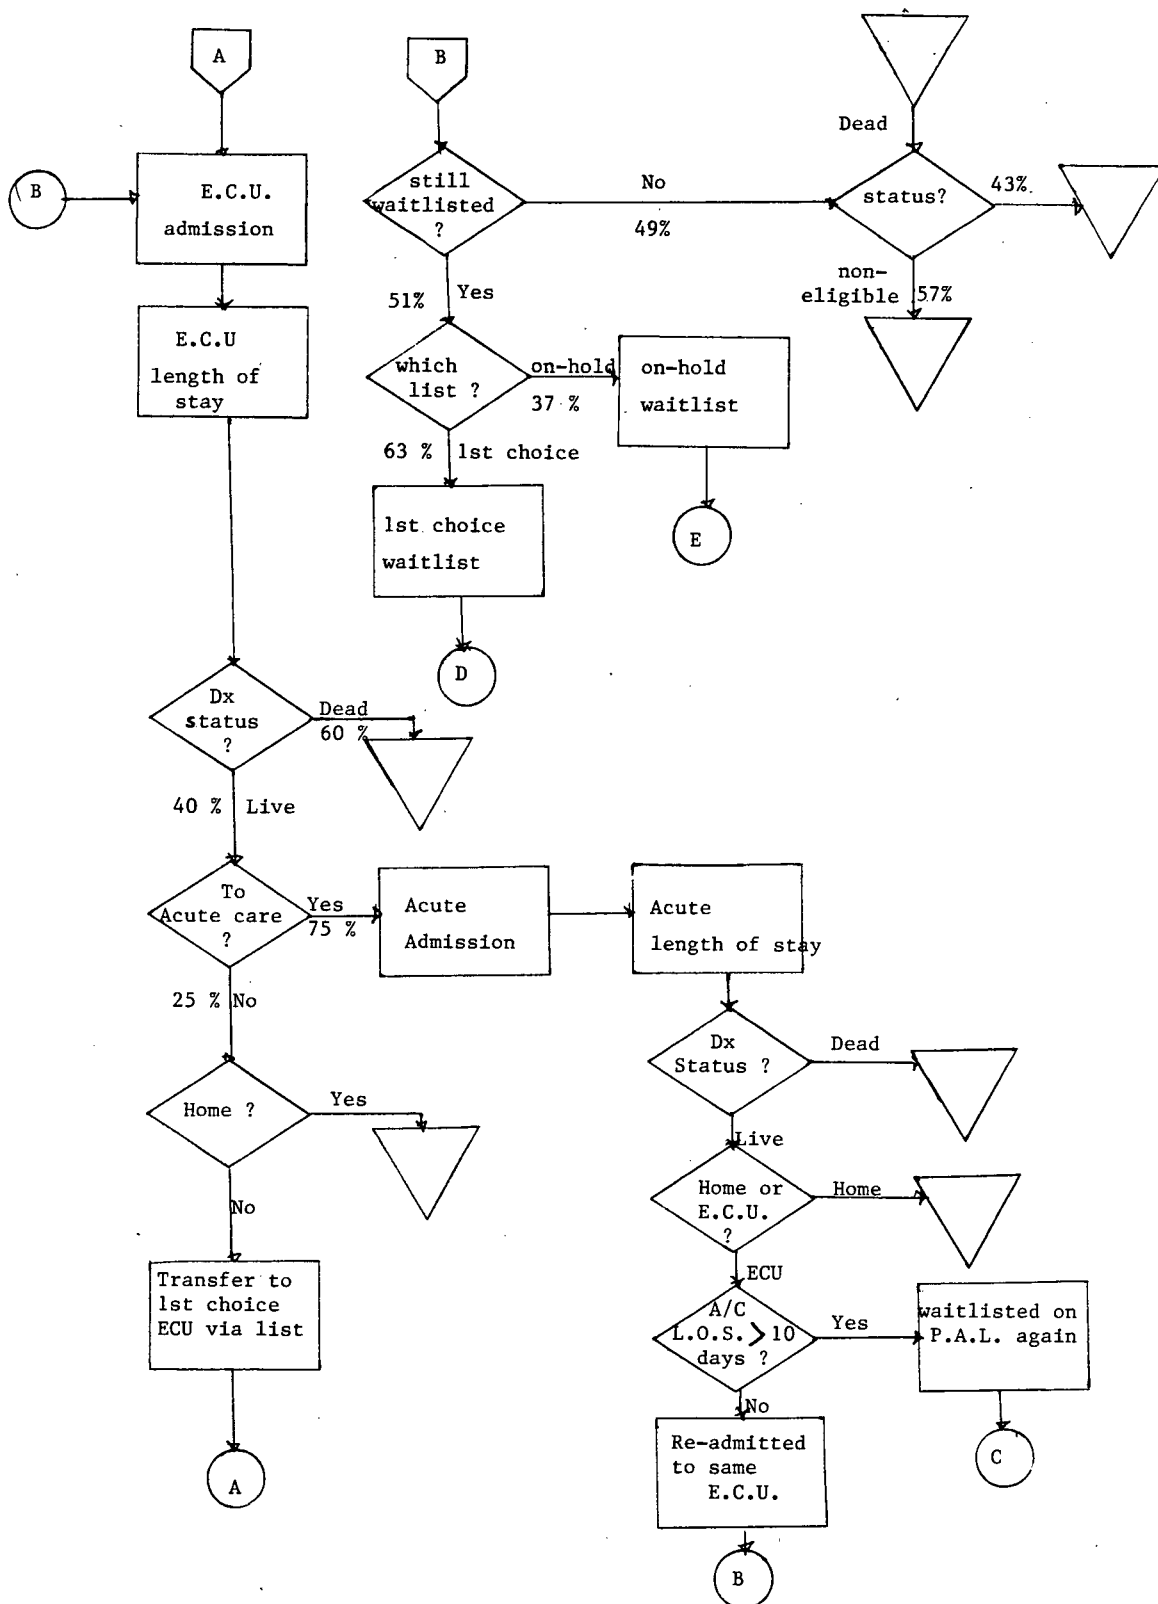 A
B
Dead
B
E.C.U.
admission
still
waitlisted
?
No
49%
status?
43%
non-
eligible
57%
51%
Yes
E.C.U
length of
stay
which
list ?
on-hold
37 %
on-hold
waitlist
63 %
1st choice
1st choice
waitlist
E
D
Dx
status
?
Dead
60 %
40 %
Live
To
Acute care
?
Yes
75 %
Acute
Admission
Acute
length of stay
25 %
No
Dx
Status ?
Dead
Home ?
Yes
Live
Home or
E.C.U.
?
Home
No
ECU
Transfer to
1st choice
ECU via list
A/C
L.O.S. > 10
days ?
Yes
waitlisted on
P.A.L. again
No
Re-admitted
to same
E.C.U.
C
A
B